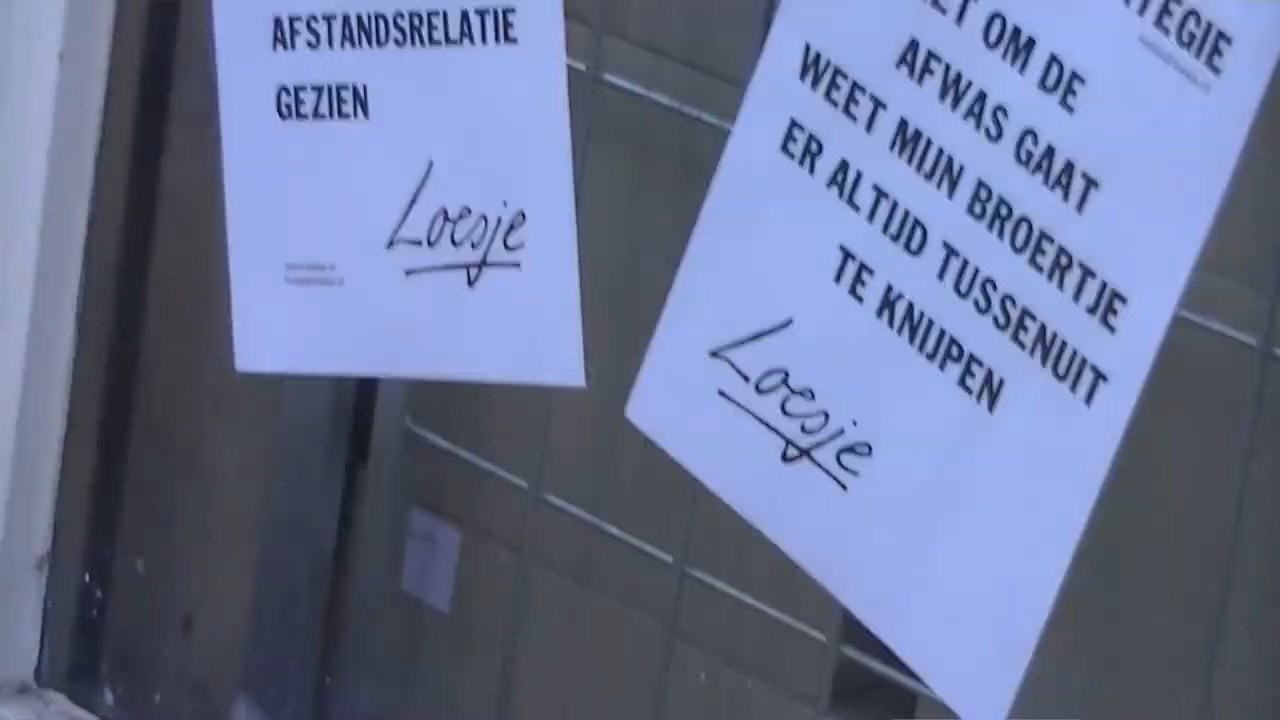 AFSTANDSRELATIE
GEZIEN
Loesje
TEGIE
ET OM DE
AFWAS GAAT
WEET MIJN BROERTJE
ER ALTIJD TUSSENUIT
TE KNIJPEN
Loesje